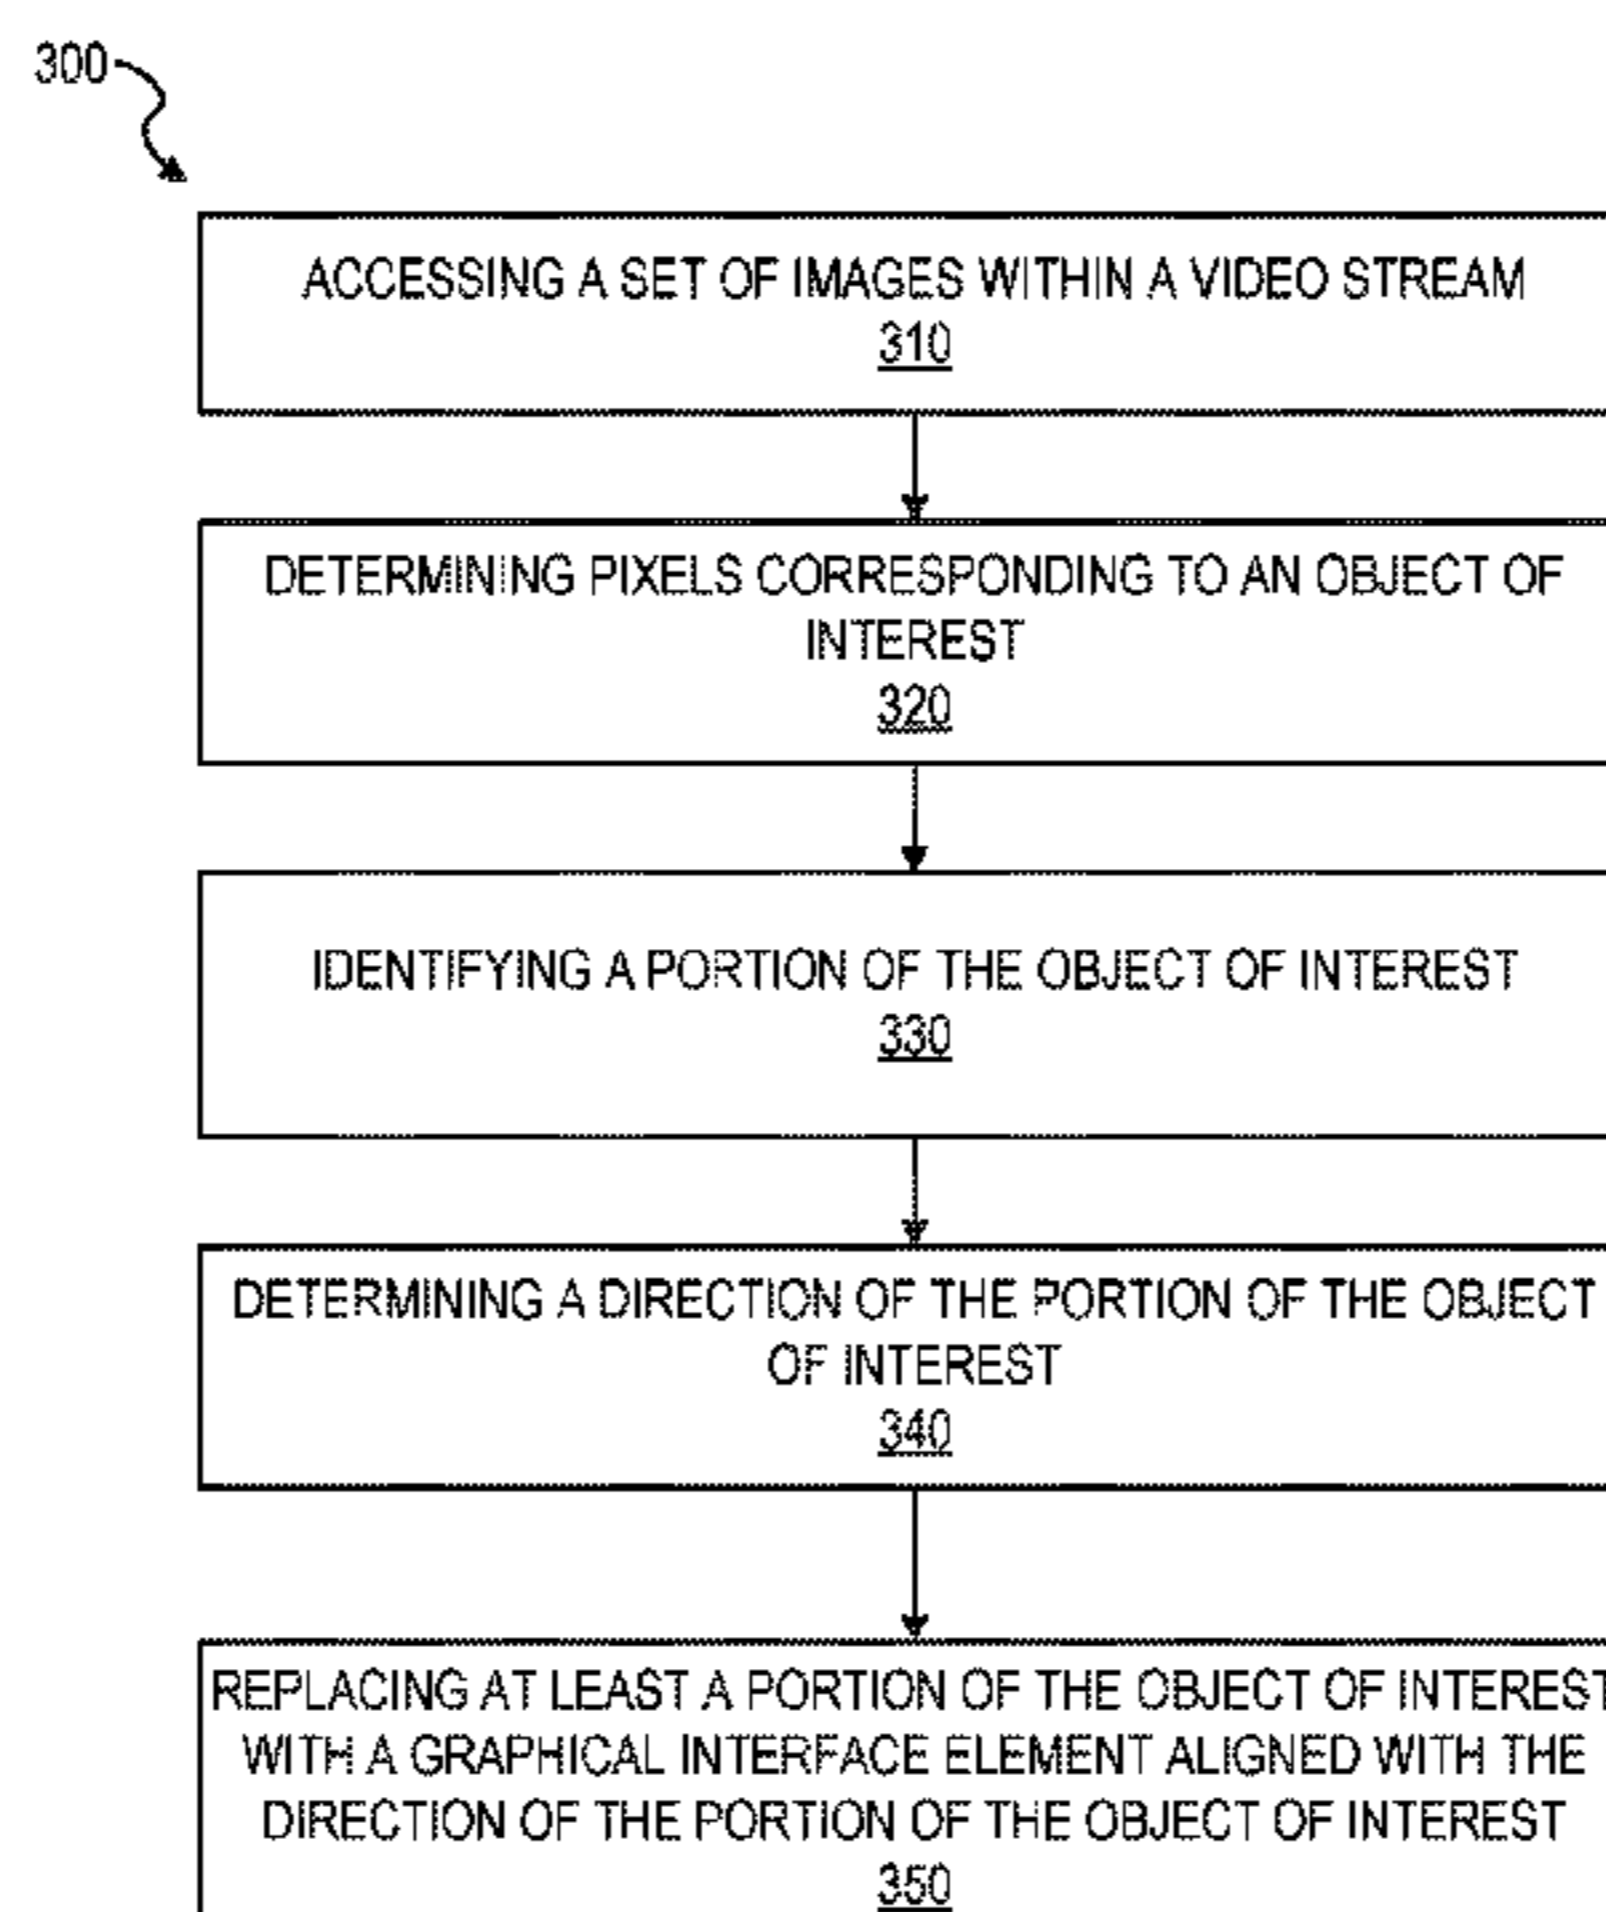 300
ACCESSING A SET OF IMAGES WITHIN A VIDEO STREAM
310
DETERMINING PIXELS CORRESPONDING TO AN OBJECT OF
INTEREST
320
IDENTIFYING A PORTION OF THE OBJECT OF INTEREST
330
DETERMINING A DIRECTION OF THE PORTION OF THE OBJECT
OF INTEREST
340
REPLACING AT LEAST A PORTION OF THE OBJECT OF INTEREST
WITH A GRAPHICAL INTERFACE ELEMENT ALIGNED WITH THE
DIRECTION OF THE PORTION OF THE OBJECT OF INTEREST
350